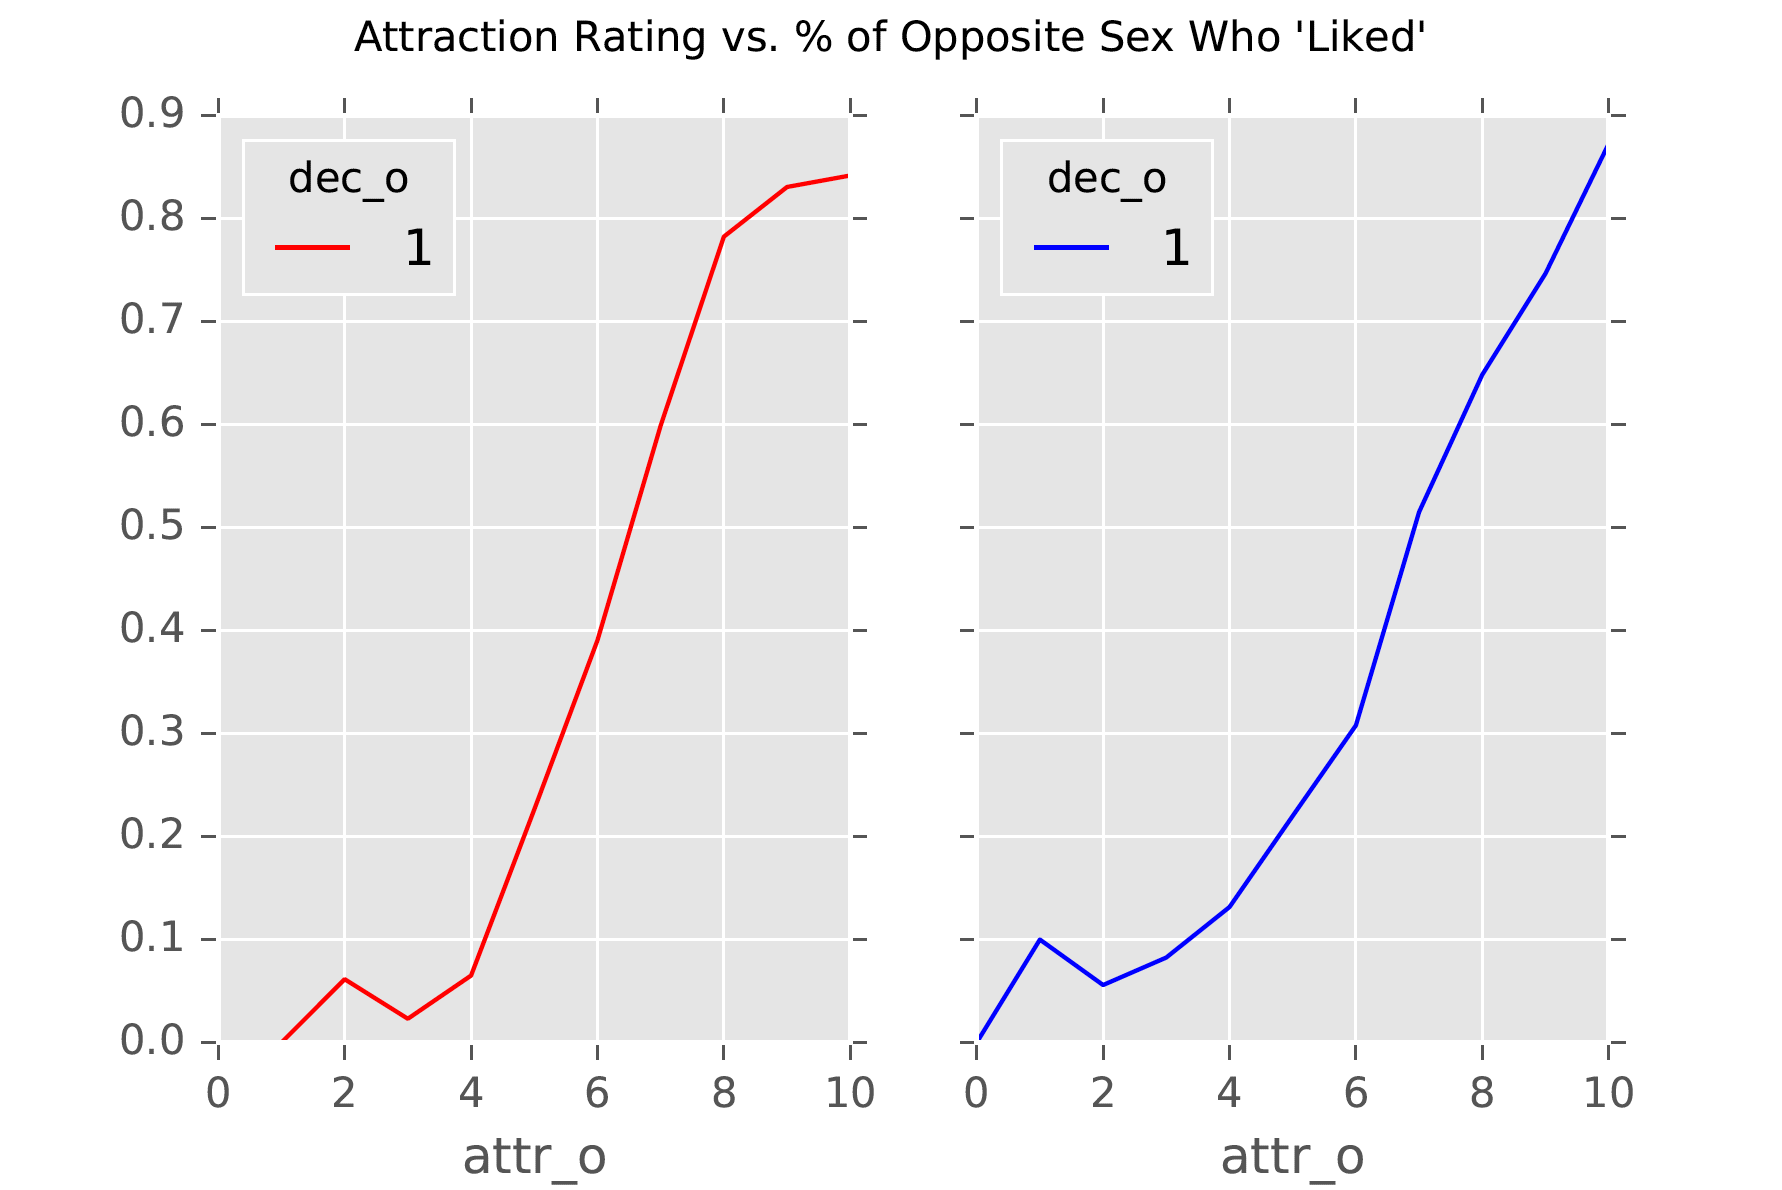 Attraction Rating vs. % of Opposite Sex Who 'Liked'
dec_o
1
0.9
0.8
0.7
0.6
0.5
0.4
0.3
0.2
0.1
0.0
0 2 4 6 8 10
attr_o
dec_o
1
0 2 4 6 8 10
attr_o